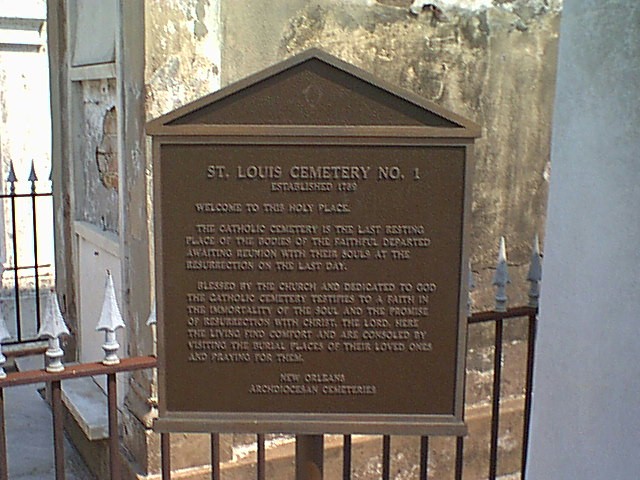 ST. LOUIS CEMETERY NO. 1
ESTABLISHED 1789
WELCOME TO THIS HOLY PLACE.
THE CATHOLIC CEMETERY IS THE LAST RESTING
PLACE OF THE BODIES OF THE FAITHFUL DEPARTED
AWAITING REUNION WITH THEIR SOULS AT THE
RESURRECTION ON THE LAST DAY.
BLESSED BY THE CHURCH AND DEDICATED TO GOD
THE CATHOLIC CEMETERY TESTIFIES TO A FAITH IN
THE IMMORTALITY OF THE SOUL AND THE PROMISE
OF RESURRECTION WITH CHRIST, THE LORD. HERE
THE LIVING FIND COMFORT AND ARE CONSOLED BY
VISITING THE BURIAL PLACES OF THEIR LOVED ONES
AND PRAYING FOR THEM.
NEW ORLEANS
ARCHDIOCESAN CEMETERIES